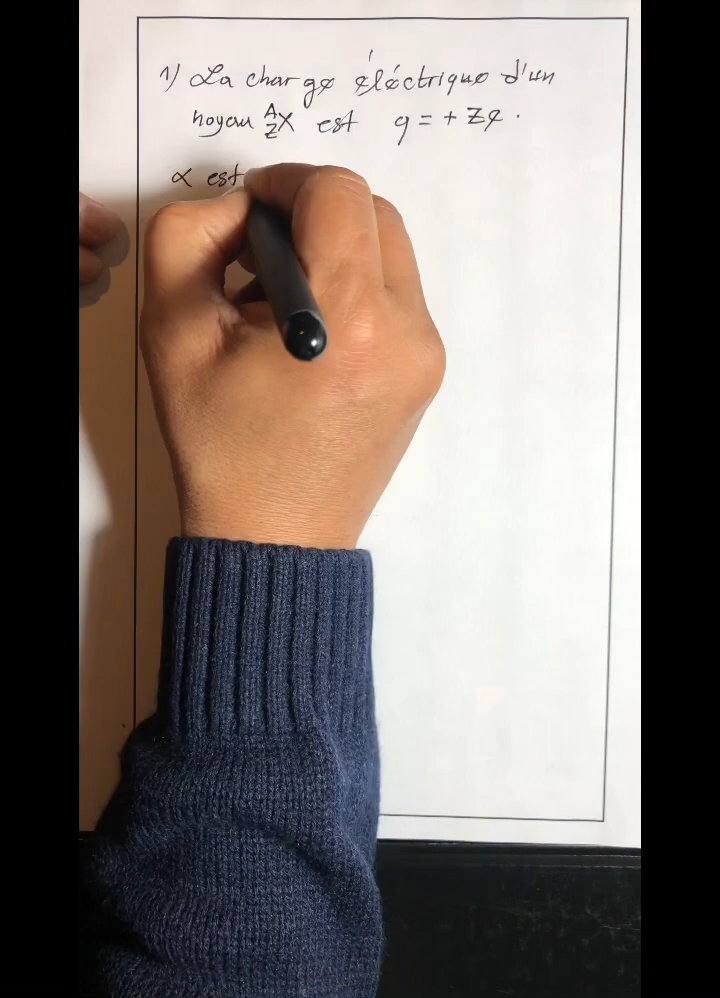 1) La charge éléctrique d'un
noyau ᴬ_Z X est q = + Ze.
α est